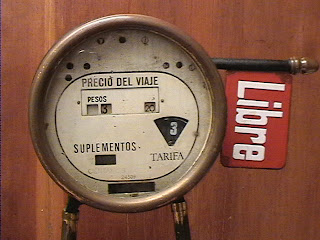 PRECIO DEL VIAJE
PESOS
3 20
3
SUPLEMENTOS
TARIFA
Libre